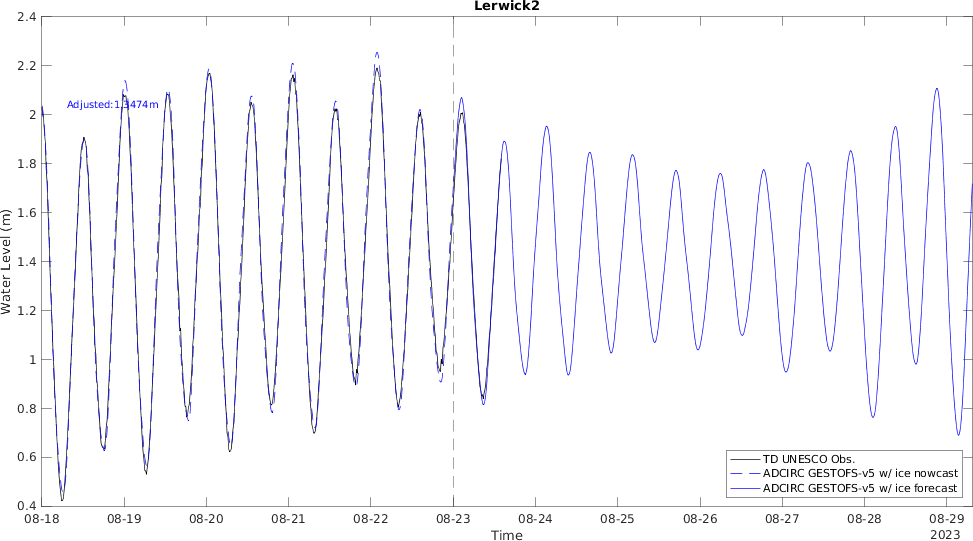 Lerwick2
2.4
2.2
2
1.8
1.6
1.4
1.2
1
0.8
0.6
0.4
Water Level (m)
Adjusted:1.3474m
TD UNESCO Obs.
ADCIRC GESTOFS-v5 w/ ice nowcast
ADCIRC GESTOFS-v5 w/ ice forecast
08-18 08-19 08-20 08-21 08-22 08-23 08-24 08-25 08-26 08-27 08-28 08-29
Time
2023